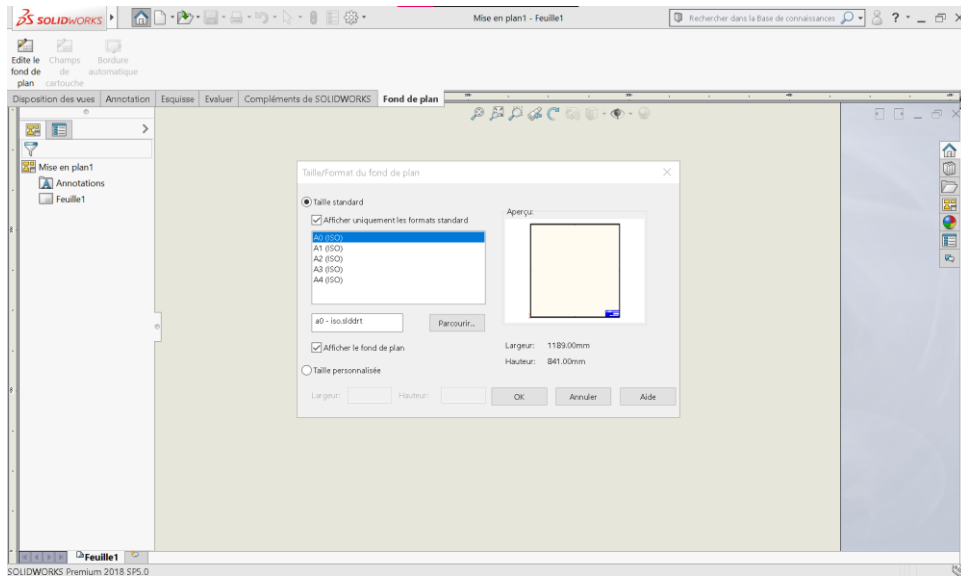 SOLIDWORKS
Mise en plan1 - Feuille1
Rechercher dans la Base de connaissances
?
Edite le fond de plan
Champs de cartouche
Bordure automatique
Disposition des vues
Annotation
Esquisse
Evaluer
Compléments de SOLIDWORKS
Fond de plan
Mise en plan1
Annotations
Feuille1
Taille/Format du fond de plan
Taille standard
Afficher uniquement les formats standard
A0 (ISO)
A1 (ISO)
A2 (ISO)
A3 (ISO)
A4 (ISO)
a0 - iso.slddrt
Parcourir...
Afficher le fond de plan
Taille personnalisée
Largeur:
Hauteur:
Aperçu:
Largeur: 1189.00mm
Hauteur: 841.00mm
OK
Annuler
Aide
Feuille1
SOLIDWORKS Premium 2018 SP5.0